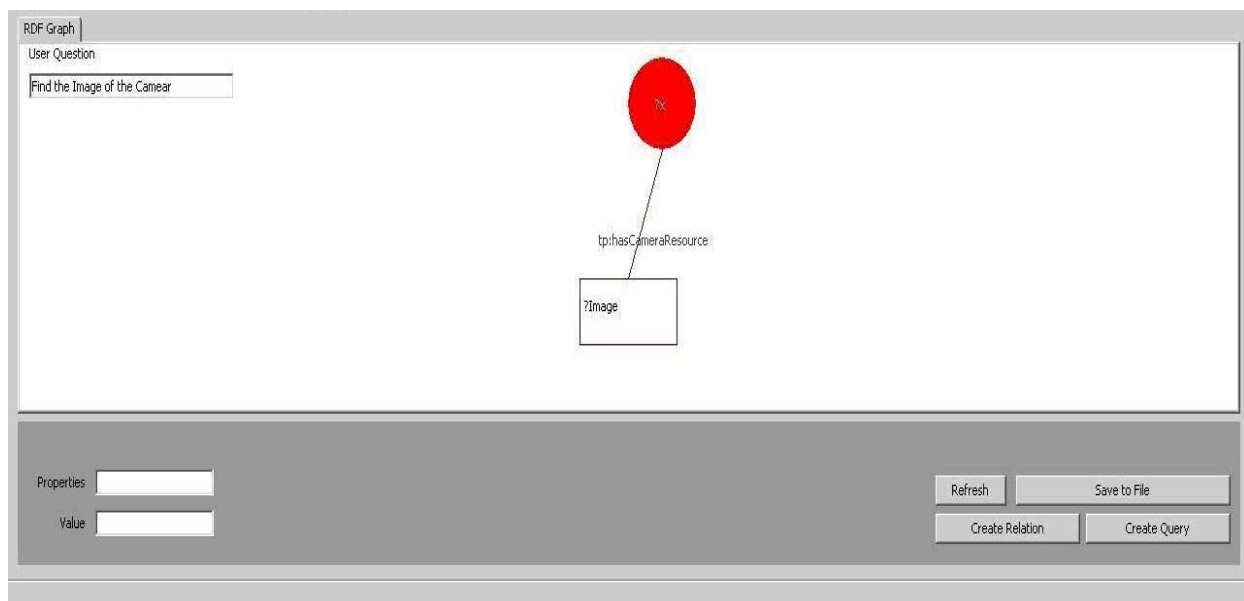 RDF Graph
User Question
Find the Image of the Camear
?x
tp:hasCameraResource
?Image
Properties
Value
Refresh
Save to File
Create Relation
Create Query